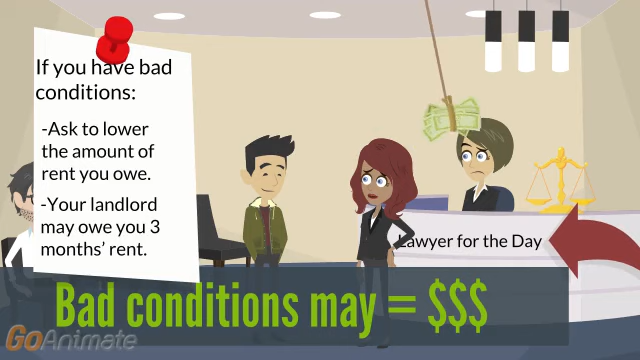 If you have bad
conditions:
-Ask to lower
the amount of
rent you owe.
-Your landlord
may owe you 3
months’ rent.
Lawyer for the Day
Bad conditions may = $$$
GoAnimate